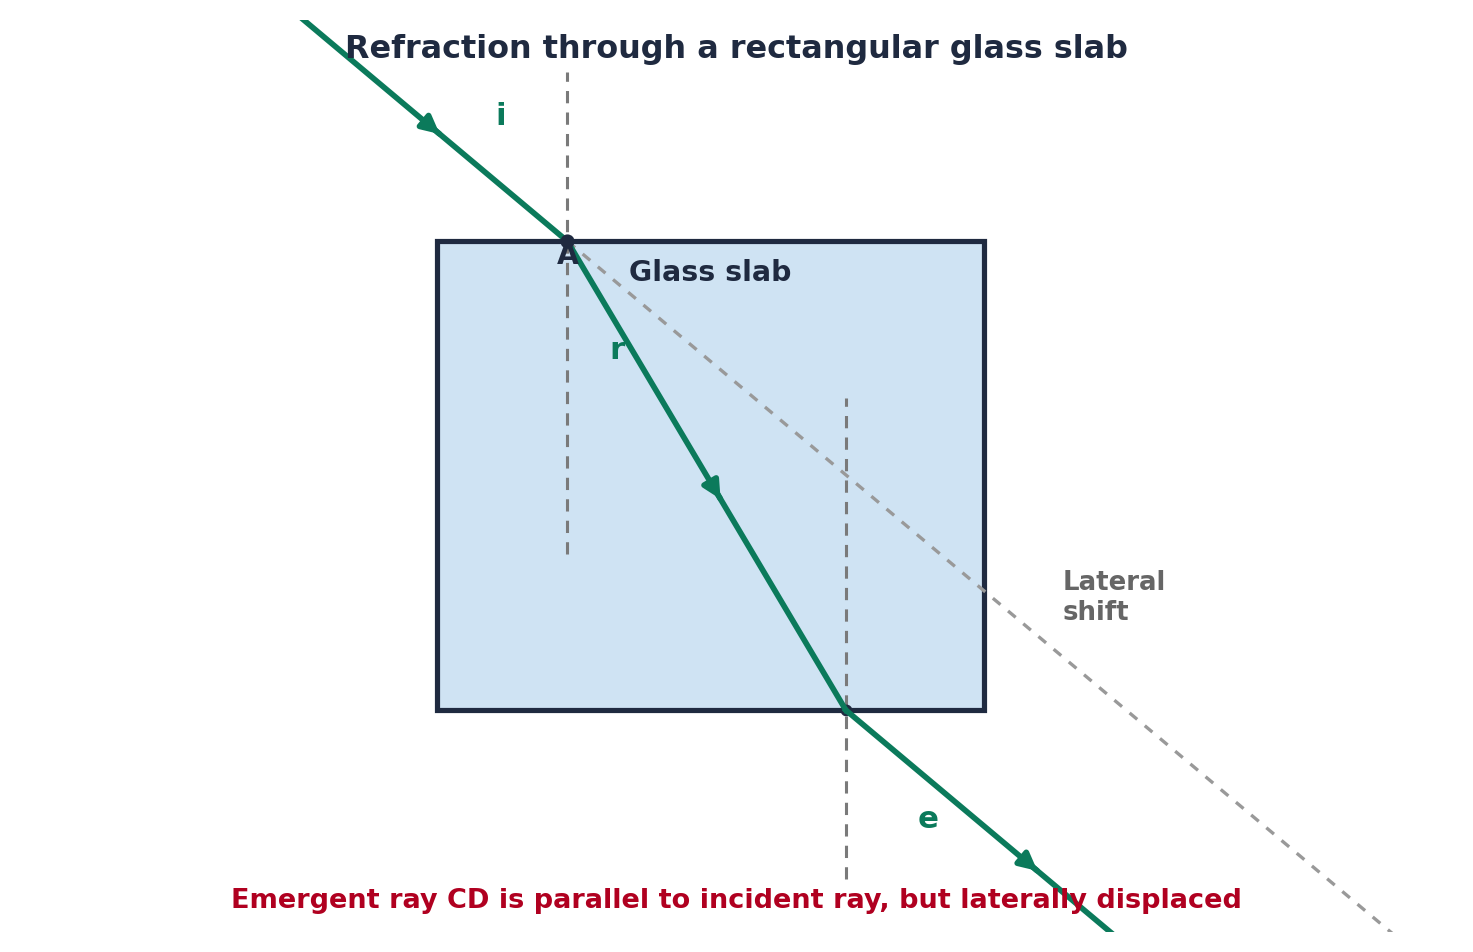 Refraction through a rectangular glass slab
i
A
Glass slab
r
Lateral
shift
e
Emergent ray CD is parallel to incident ray, but laterally displaced